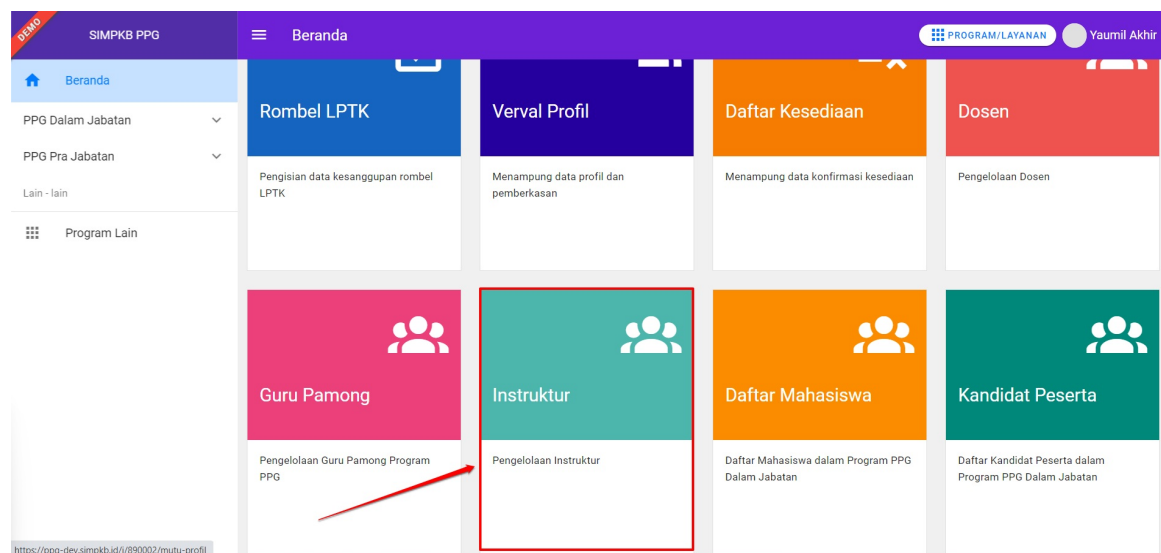 DEMO
SIMPKB PPG
Beranda
PROGRAM/LAYANAN
Yaumil Akhir
Beranda
PPG Dalam Jabatan
PPG Pra Jabatan
Lain - lain
Program Lain
Rombel LPTK
Pengisian data kesanggupan rombel
LPTK
Verval Profil
Menampung data profil dan
pemberkasan
Daftar Kesediaan
Menampung data konfirmasi kesediaan
Dosen
Pengelolaan Dosen
Guru Pamong
Pengelolaan Guru Pamong Program
PPG
Instruktur
Pengelolaan Instruktur
Daftar Mahasiswa
Daftar Mahasiswa dalam Program PPG
Dalam Jabatan
Kandidat Peserta
Daftar Kandidat Peserta dalam
Program PPG Dalam Jabatan
https://ppg-dev.simpkb.id/i/890002/mutu-profil